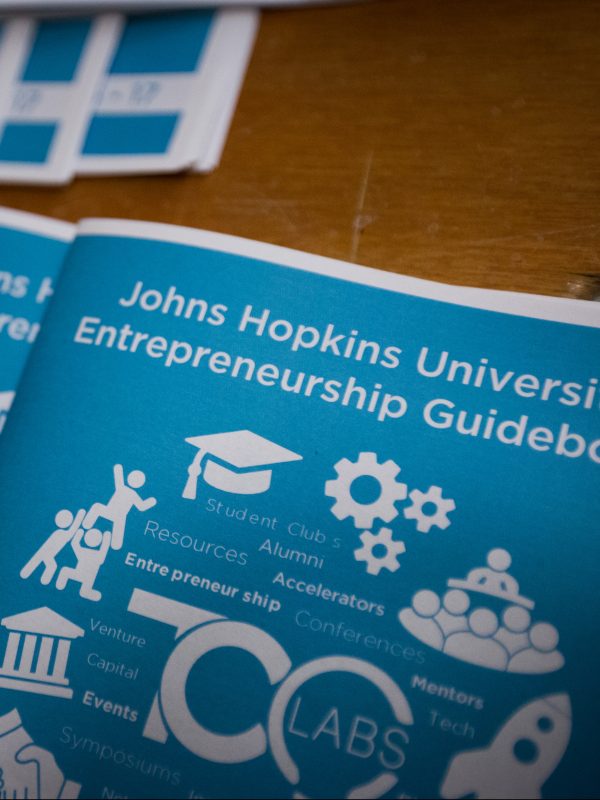 Johns Hopkins Universi
Entrepreneurship Guidebo
Student Clubs
Resources
Alumni
Entrepreneurship
Accelerators
Conferences
Venture
Capital
TCO
LABS
Mentors
Tech
Events
Symposiums